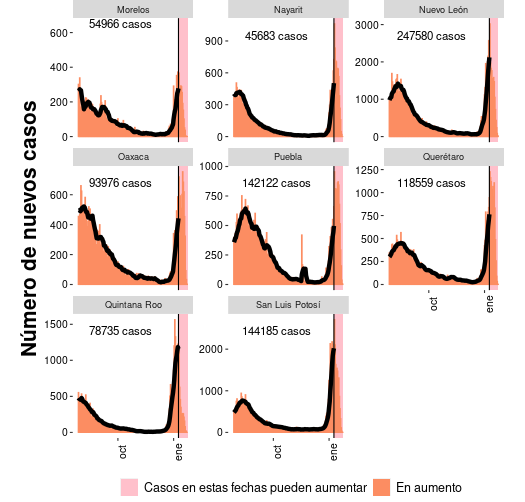 Número de nuevos casos
Morelos
54966 casos
600
400
200
0
Nayarit
45683 casos
900
600
300
0
Nuevo León
247580 casos
3000
2000
1000
0
Oaxaca
93976 casos
600
400
200
0
Puebla
142122 casos
1000
750
500
250
0
Querétaro
118559 casos
1250
1000
750
500
250
0
oct
ene
Quintana Roo
78735 casos
1500
1000
500
0
oct
ene
San Luis Potosí
144185 casos
2000
1000
0
oct
ene
Casos en estas fechas pueden aumentar
En aumento